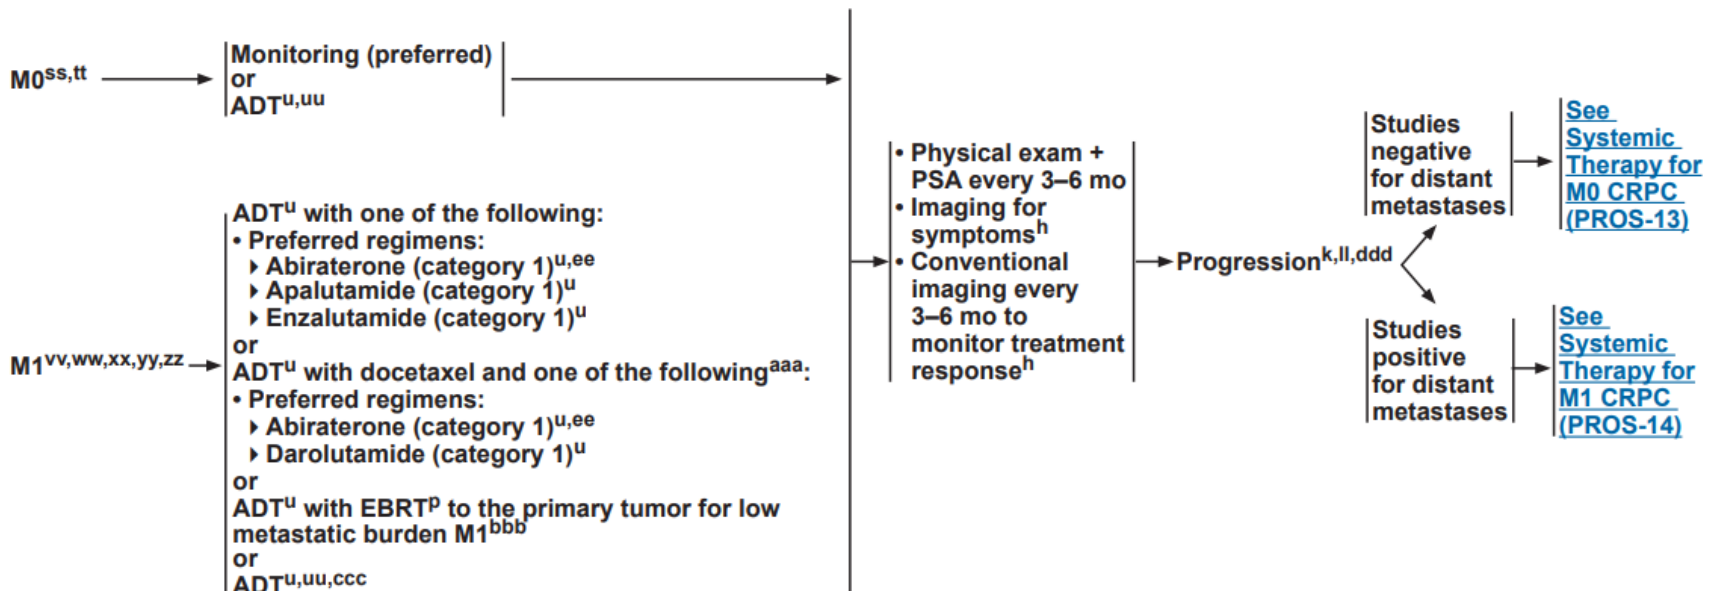 M0ss,tt
Monitoring (preferred)
or
ADTu,uu
M1vv,ww,xx,yy,zz
ADTu with one of the following:
• Preferred regimens:
▸ Abiraterone (category 1)u,ee
▸ Apalutamide (category 1)u
▸ Enzalutamide (category 1)u
or
ADTu with docetaxel and one of the followingaaa:
• Preferred regimens:
▸ Abiraterone (category 1)u,ee
▸ Darolutamide (category 1)u
or
ADTu with EBRTp to the primary tumor for low
metastatic burden M1bbb
or
ADTu,uu,ccc
• Physical exam +
PSA every 3–6 mo
• Imaging for
symptomsh
• Conventional
imaging every
3–6 mo to
monitor treatment
responseh
Progressionk,ll,ddd
Studies
negative
for distant
metastases
See
Systemic
Therapy for
M0 CRPC
(PROS-13)
Studies
positive
for distant
metastases
See
Systemic
Therapy for
M1 CRPC
(PROS-14)